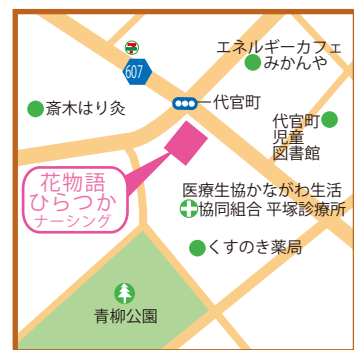 エネルギーカフェ
みかんや
7
607
代官町
斎木はり灸
代官町
児童
図書館
花物語
ひらつか
ナーシング
医療生協かながわ生活
協同組合 平塚診療所
くすのき薬局
青柳公園